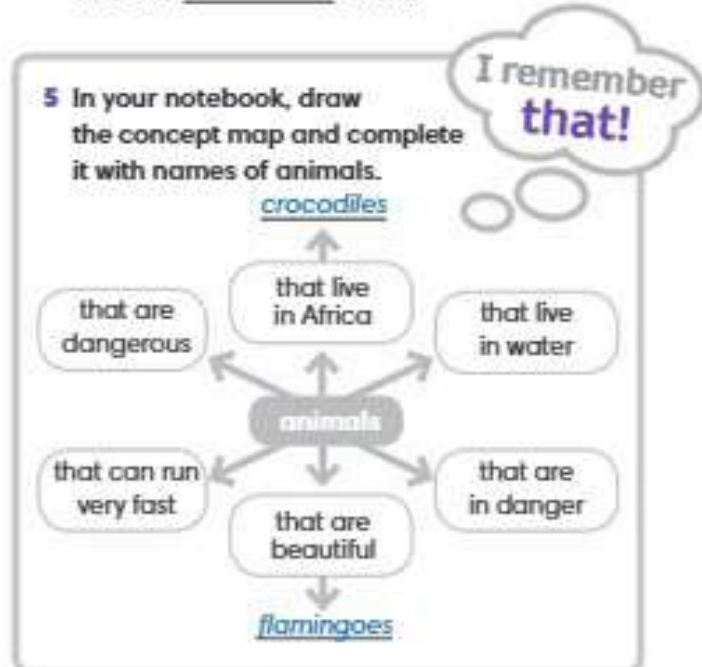 I remember
that!
5 In your notebook, draw
the concept map and complete
it with names of animals.
crocodiles
that live
in Africa
that are
dangerous
that live
in water
animals
that can run
very fast
that are
in danger
that are
beautiful
flamingoes